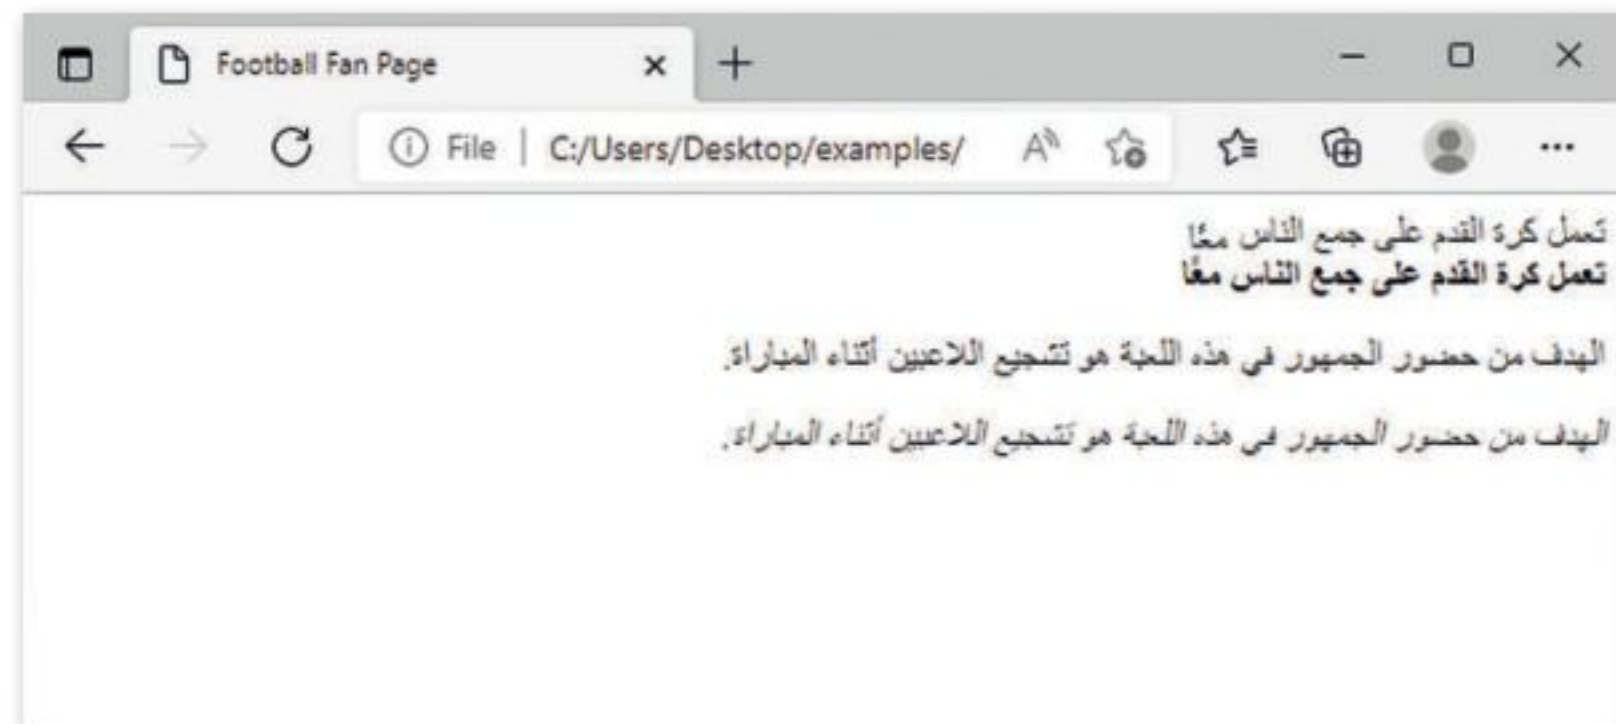 Football Fan Page
File | C:/Users/Desktop/examples/
تعمل كرة القدم على جمع الناس معًا
تعمل كرة القدم على جمع الناس معًا
الهدف من حضور الجمهور في هذه اللعبة هو تشجيع اللاعبين أثناء المباراة.
الهدف من حضور الجمهور في هذه اللعبة هو تشجيع اللاعبين أثناء المباراة.